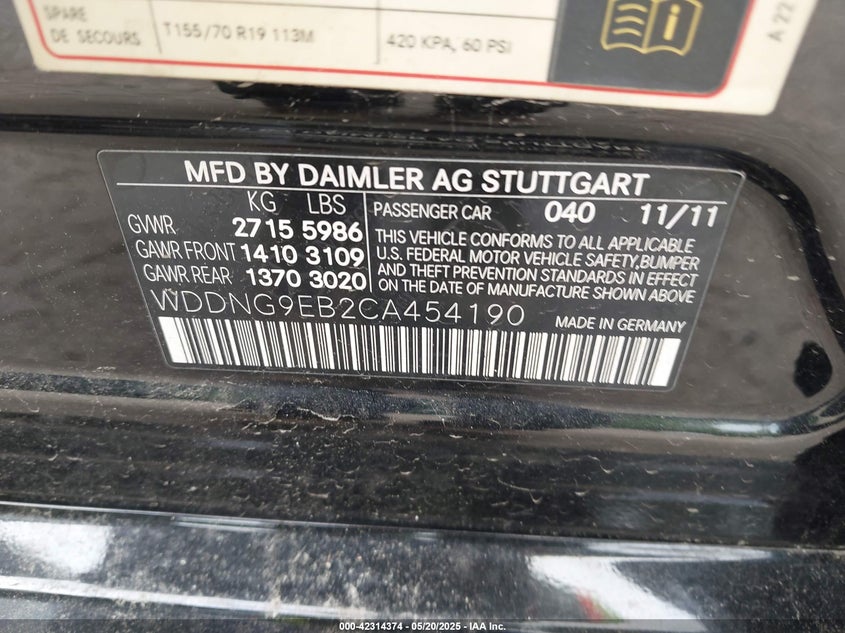 SPARE
DE SECOURS
T155/70 R19 113M
420 KPA, 60 PSI
A 22
MFD BY DAIMLER AG STUTTGART
KG LBS
GVWR 2715 5986
GAWR FRONT 1410 3109
GAWR REAR 1370 3020
PASSENGER CAR 040 11/11
THIS VEHICLE CONFORMS TO ALL APPLICABLE
U.S. FEDERAL MOTOR VEHICLE SAFETY,BUMPER
AND THEFT PREVENTION STANDARDS IN EFFECT
ON THE DATE OF MANUFACTURE SHOWN ABOVE
WDDNG9EB2CA454190
MADE IN GERMANY
000-42314374 | 05/20/2025 - IAA Inc.